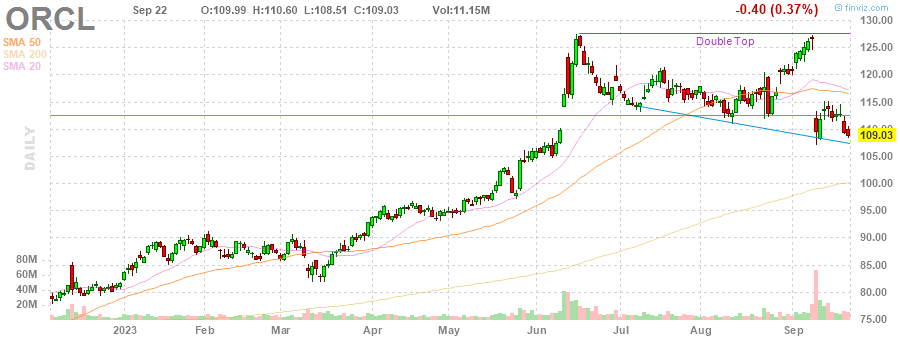 ORCL Sep 22 O:109.99 H:110.60 L:108.51 C:109.03 Vol:11.15M -0.40 (0.37%) © finviz.com
SMA 50
SMA 200
SMA 20
DAILY
Double Top
130.00
125.00
120.00
115.00
110.00
109.03
105.00
100.00
95.00
90.00
85.00
80.00
75.00
80M
60M
40M
20M
2023 Feb Mar Apr May Jun Jul Aug Sep